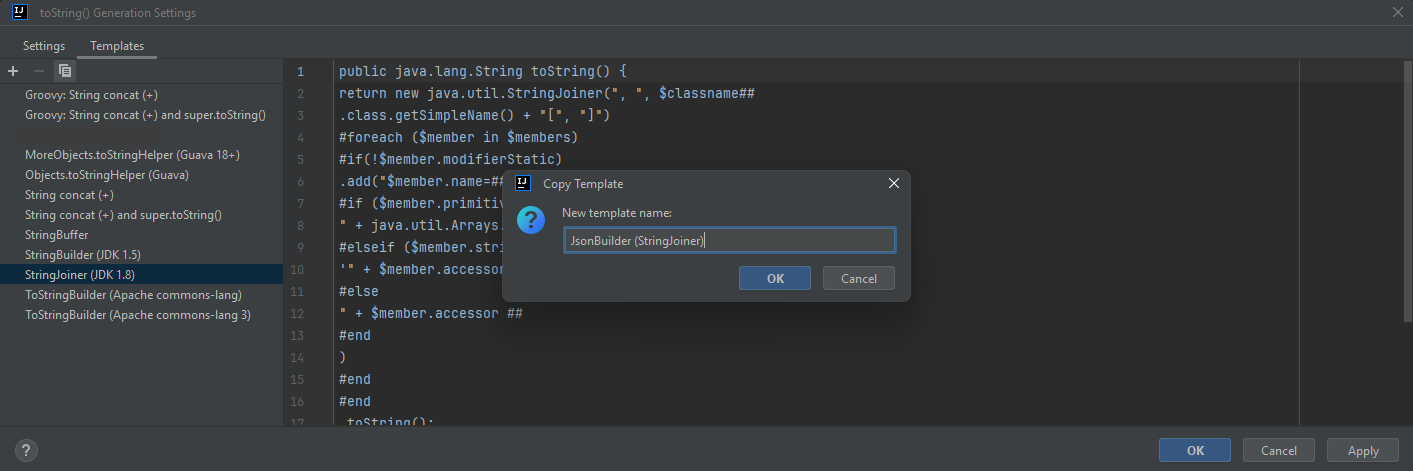 IJ
toString() Generation Settings
Settings
Templates
Groovy: String concat (+)
Groovy: String concat (+) and super.toString()
MoreObjects.toStringHelper (Guava 18+)
Objects.toStringHelper (Guava)
String concat (+)
String concat (+) and super.toString()
StringBuffer
StringBuilder (JDK 1.5)
StringJoiner (JDK 1.8)
ToStringBuilder (Apache commons-lang)
ToStringBuilder (Apache commons-lang 3)
1 public java.lang.String toString() {
2 return new java.util.StringJoiner(", ", $classname##
3 .class.getSimpleName() + "[", "]")
4 #foreach ($member in $members)
5 #if(!$member.modifierStatic)
6 .add("$member.name=##
7 #if ($member.primitiv
8 " + java.util.Arrays.
9 #elseif ($member.stri
10 '" + $member.accessor
11 #else
12 " + $member.accessor ##
13 #end
14 )
15 #end
16 #end
17 .toString();
IJ
Copy Template
?
New template name:
JsonBuilder (StringJoiner)
OK
Cancel
?
OK
Cancel
Apply